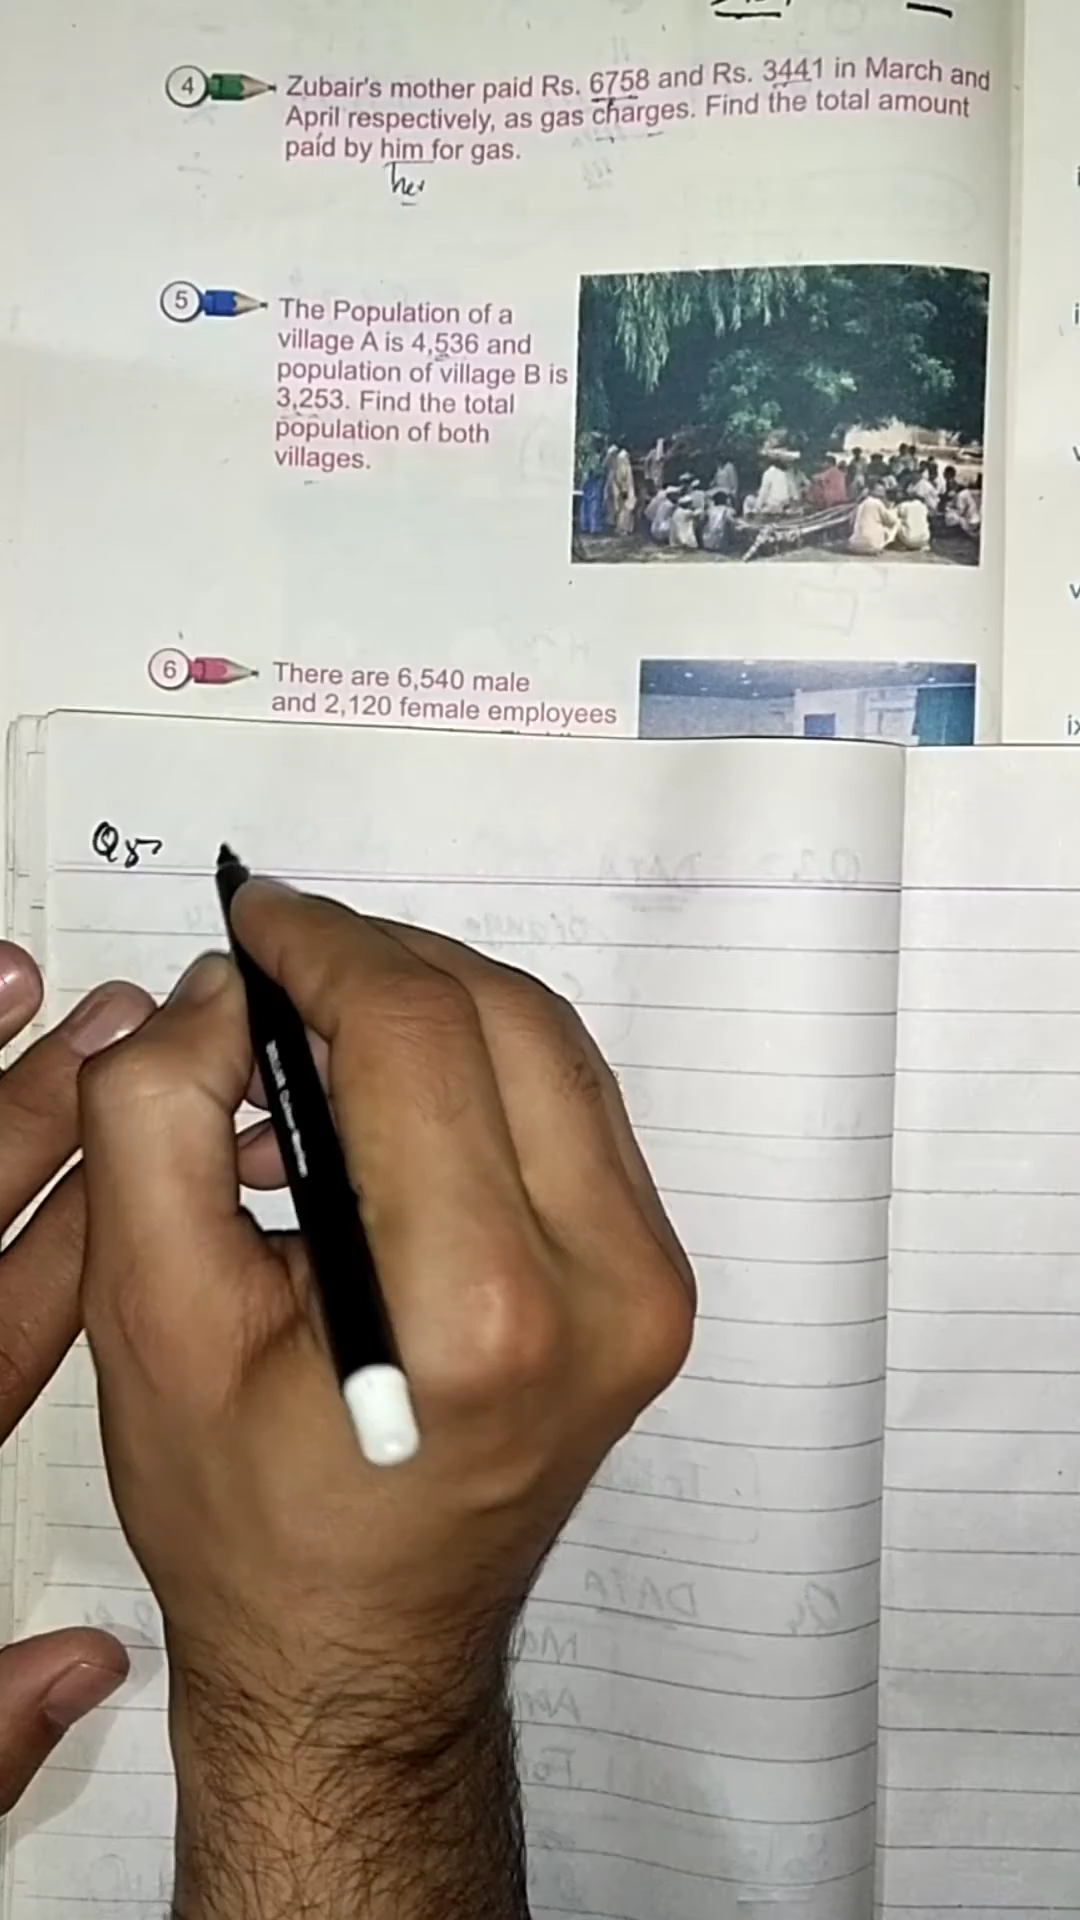 4 Zubair's mother paid Rs. 6758 and Rs. 3441 in March and
April respectively, as gas charges. Find the total amount
paid by him for gas.
her
5 The Population of a
village A is 4,536 and
population of village B is
3,253. Find the total
population of both
villages.
6 There are 6,540 male
and 2,120 female employees
Q5